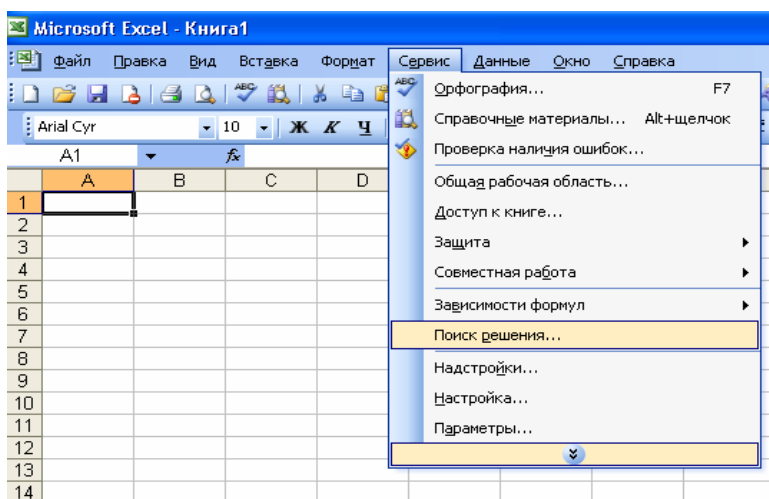 Microsoft Excel - Книга1
Файл Правка Вид Вставка Формат Сервис Данные Окно Справка
Arial Cyr 10 Ж К Ч
A1 fx
A B C D
1
2
3
4
5
6
7
8
9
10
11
12
13
14
Орфография... F7
Справочные материалы... Alt+щелчок
Проверка наличия ошибок...
Общая рабочая область...
Доступ к книге...
Защита
Совместная работа
Зависимости формул
Поиск решения...
Надстройки...
Настройка...
Параметры...